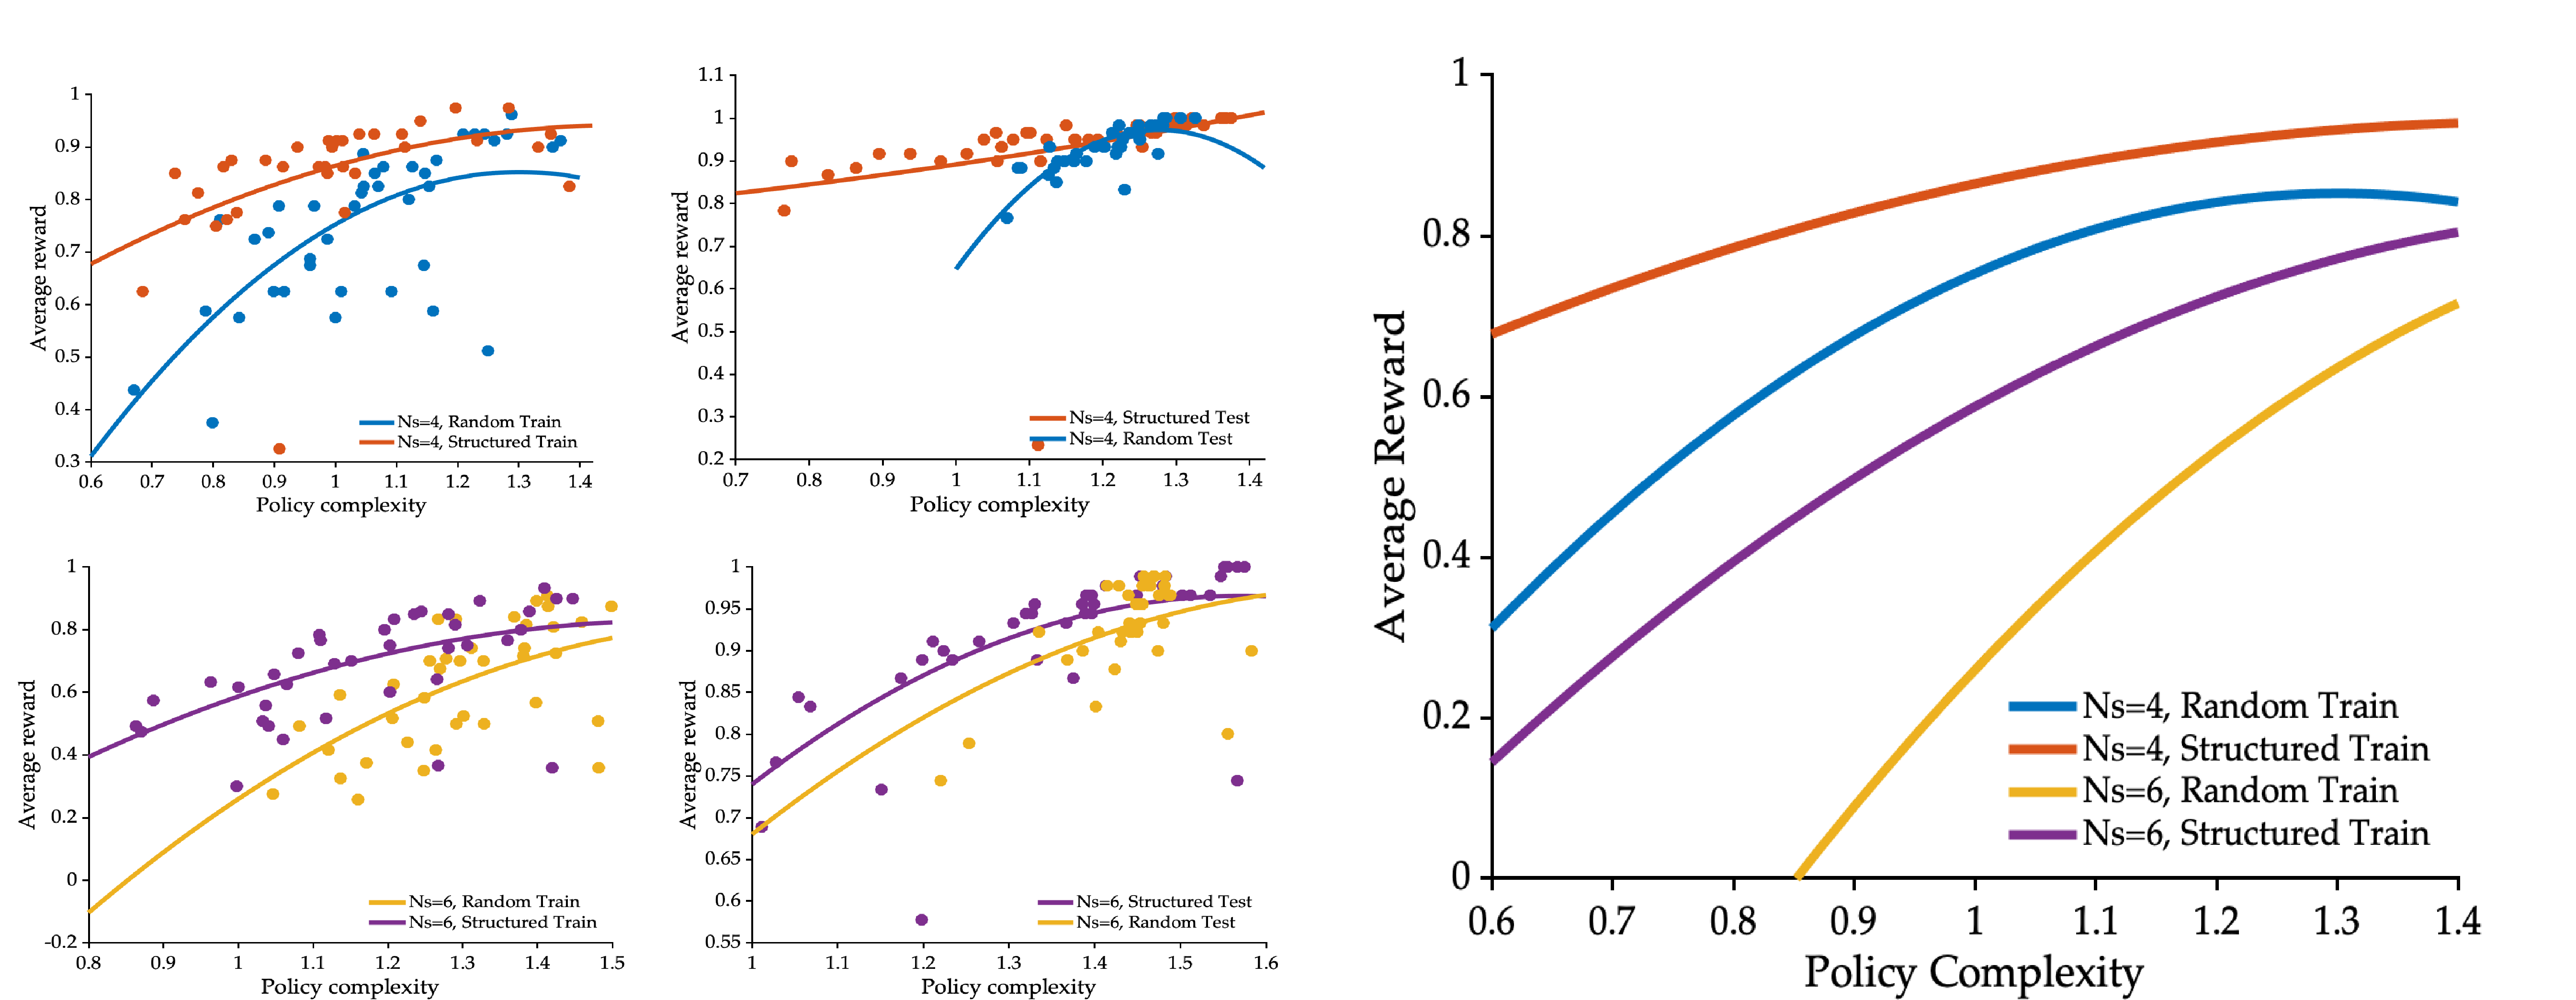 1
0.9
0.8
0.7
0.6
0.5
0.4
0.3
Average reward
0.6 0.7 0.8 0.9 1 1.1 1.2 1.3 1.4
Policy complexity
Ns=4, Random Train
Ns=4, Structured Train
1.1
1
0.9
0.8
0.7
0.6
0.5
0.4
0.3
0.2
Average reward
0.7 0.8 0.9 1 1.1 1.2 1.3 1.4
Policy complexity
Ns=4, Structured Test
Ns=4, Random Test
1
0.8
0.6
0.4
0.2
0
-0.2
Average reward
0.8 0.9 1 1.1 1.2 1.3 1.4 1.5
Policy complexity
Ns=6, Random Train
Ns=6, Structured Train
1
0.95
0.9
0.85
0.8
0.75
0.7
0.65
0.6
0.55
Average reward
1 1.1 1.2 1.3 1.4 1.5 1.6
Policy complexity
Ns=6, Structured Test
Ns=6, Random Test
1
0.8
0.6
0.4
0.2
0
Average Reward
0.6 0.7 0.8 0.9 1 1.1 1.2 1.3 1.4
Policy Complexity
Ns=4, Random Train
Ns=4, Structured Train
Ns=6, Random Train
Ns=6, Structured Train